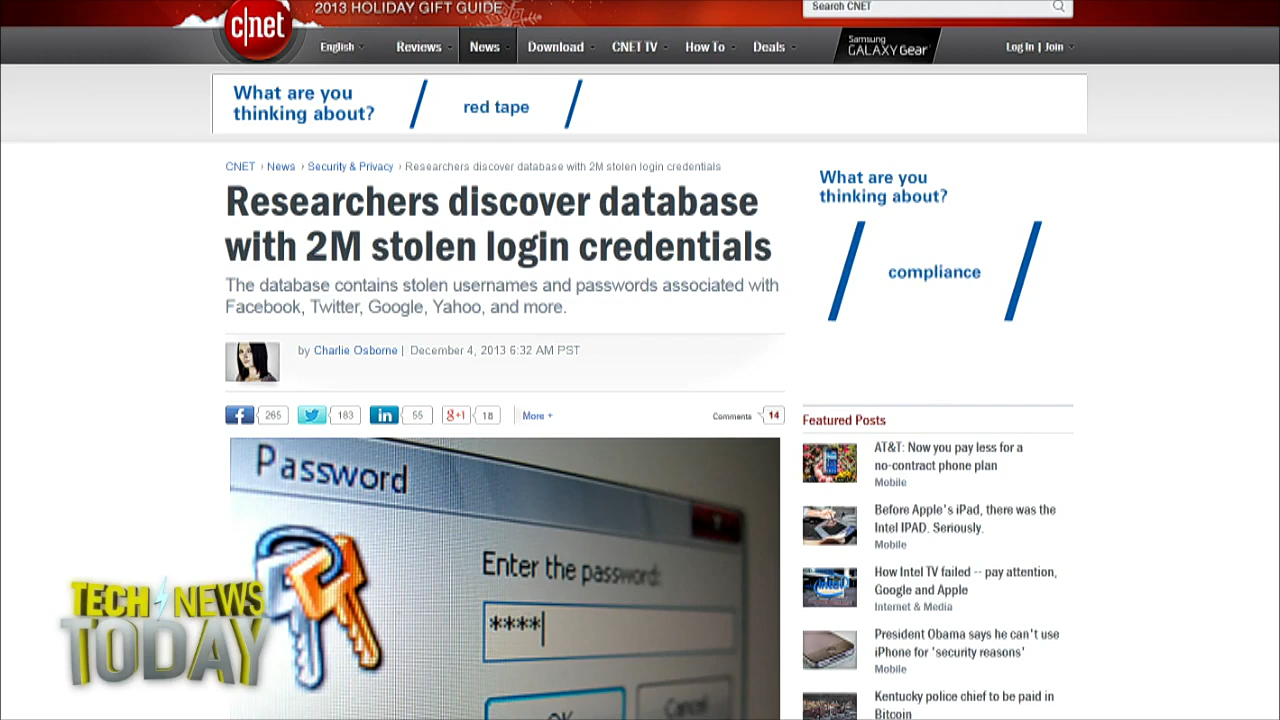 2013 HOLIDAY GIFT GUIDE
Search CNET
c|net
English
Reviews
News
Download
CNET TV
How To
Deals
Samsung
GALAXY Gear
Log In | Join
What are you
thinking about?
red tape
CNET › News › Security & Privacy › Researchers discover database with 2M stolen login credentials
Researchers discover database
with 2M stolen login credentials
The database contains stolen usernames and passwords associated with
Facebook, Twitter, Google, Yahoo, and more.
by Charlie Osborne | December 4, 2013 6:32 AM PST
f 265
183
in 55
g+1 18
More +
Comments 14
Password
Enter the password:
****
OK
Cancel
TECH NEWS
TODAY
What are you
thinking about?
compliance
Featured Posts
AT&T: Now you pay less for a
no-contract phone plan
Mobile
Before Apple's iPad, there was the
Intel IPAD. Seriously.
Mobile
How Intel TV failed -- pay attention,
Google and Apple
Internet & Media
President Obama says he can't use
iPhone for 'security reasons'
Mobile
Kentucky police chief to be paid in
Bitcoin